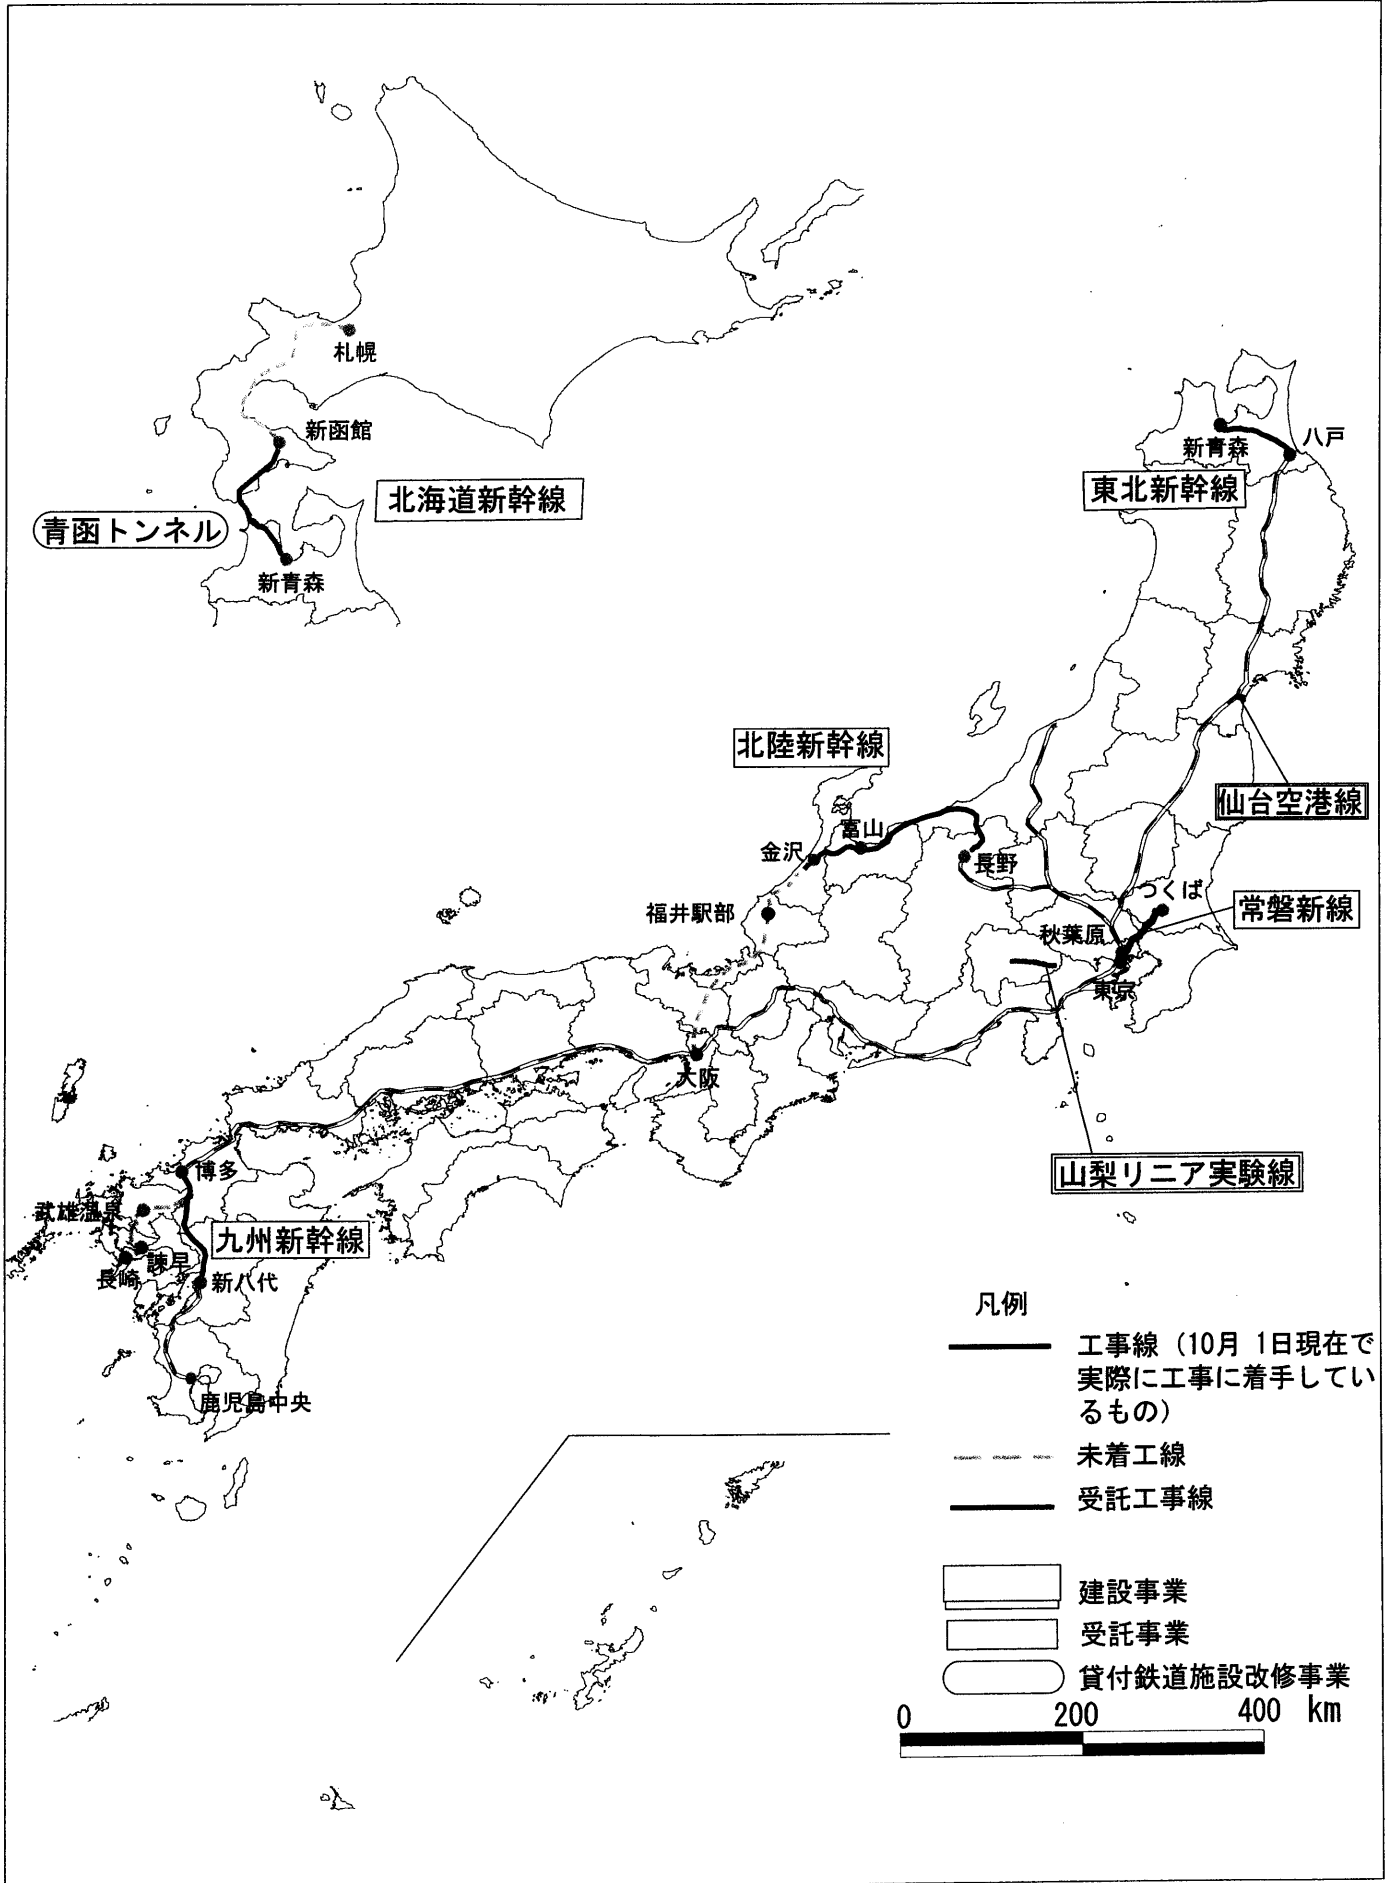 札幌
新函館
北海道新幹線
青函トンネル
新青森
新青森
八戸
東北新幹線
北陸新幹線
仙台空港線
富山
金沢
長野
つくば
福井駅部
常磐新線
秋葉原
東京
大阪
山梨リニア実験線
博多
武雄温泉
九州新幹線
諫早
長崎
新八代
鹿児島中央
凡例
工事線（10月 1日現在で
実際に工事に着手してい
るもの）
未着工線
受託工事線
建設事業
受託事業
貸付鉄道施設改修事業
0 200 400 km